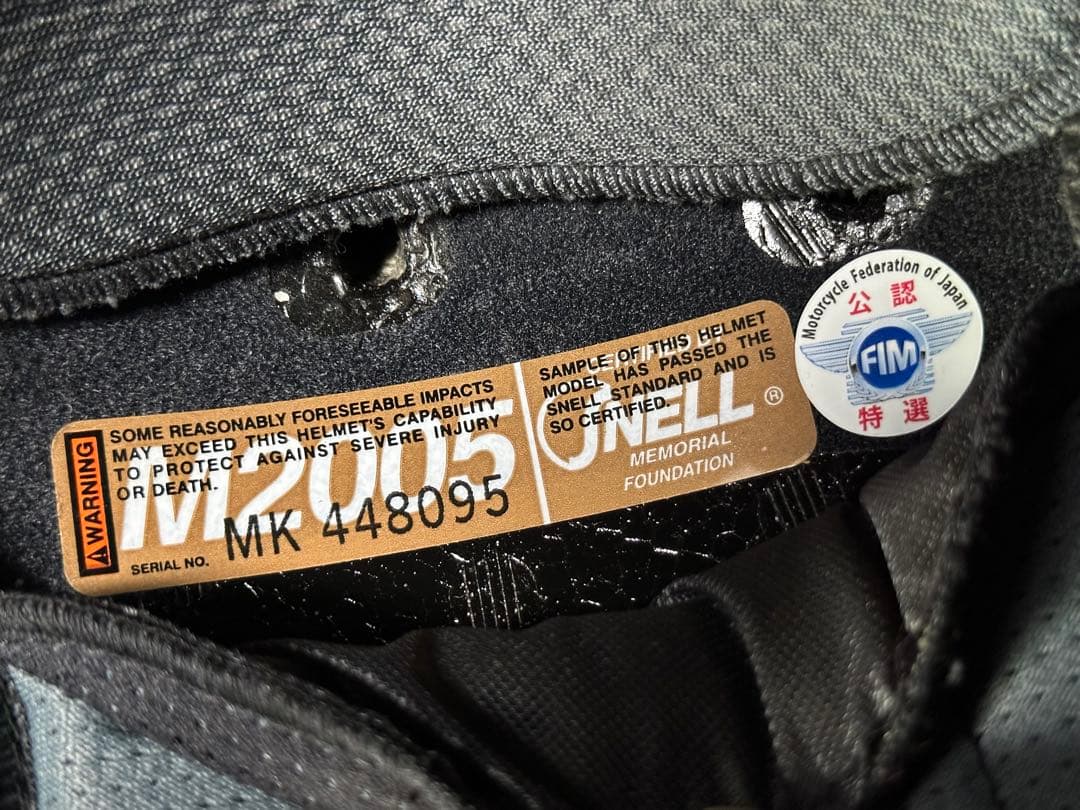 WARNING
SOME REASONABLY FORESEEABLE IMPACTS
MAY EXCEED THIS HELMET'S CAPABILITY
TO PROTECT AGAINST SEVERE INJURY
OR DEATH.
M2005
SERIAL NO. MK 448095
SAMPLE OF THIS HELMET
MODEL HAS PASSED THE
SNELL STANDARD AND IS
SO CERTIFIED.
SNELL ®
MEMORIAL
FOUNDATION
Motorcycle Federation of Japan
公認
FIM
特選